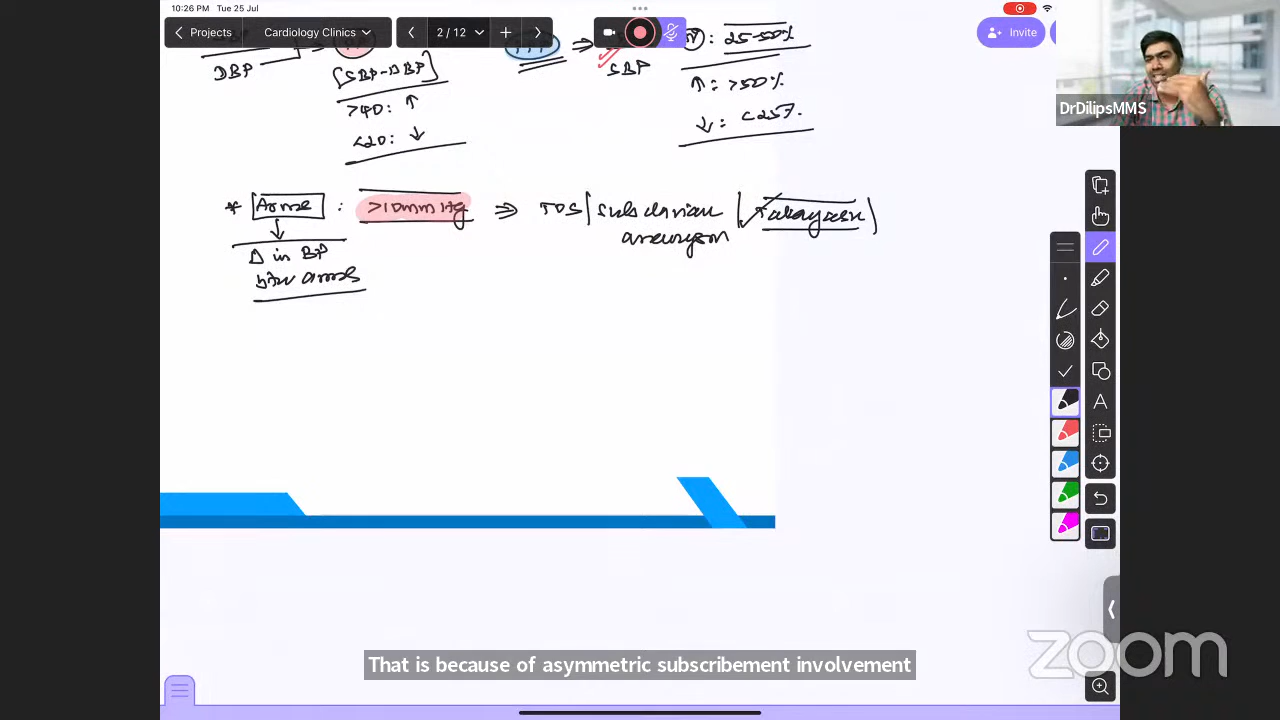 10:26 PM Tue 25 Jul
Projects
Cardiology Clinics
2 / 12
Invite
: 25-50%
DBP
[SBP-DBP]
SBP
↑: >50%
>40: ↑
<20: ↓
↓: <25%.
DrDilipsMMS
* Arms : >10mmHg ⇒ TOS | subclavian | Takayasu)
aneurysm
Δ in BP
btw arms
A
zoom
That is because of asymmetric subscribement involvement